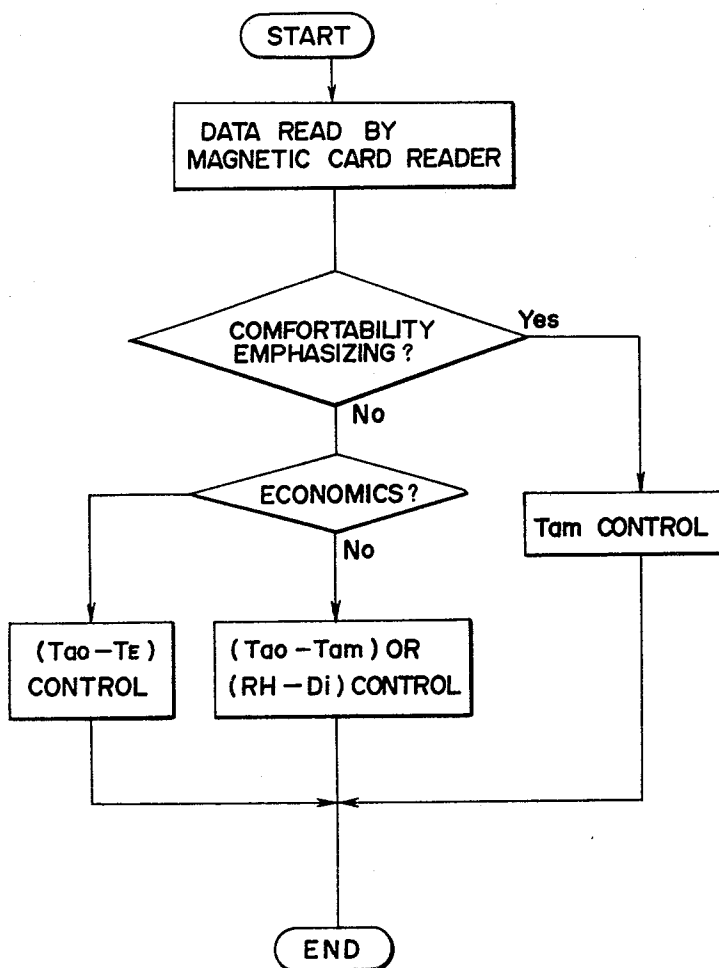 START
DATA READ BY
MAGNETIC CARD READER
COMFORTABILITY
EMPHASIZING?
Yes
No
ECONOMICS?
No
Tam CONTROL
(Tao-TE)
CONTROL
(Tao-Tam) OR
(RH-Di) CONTROL
END